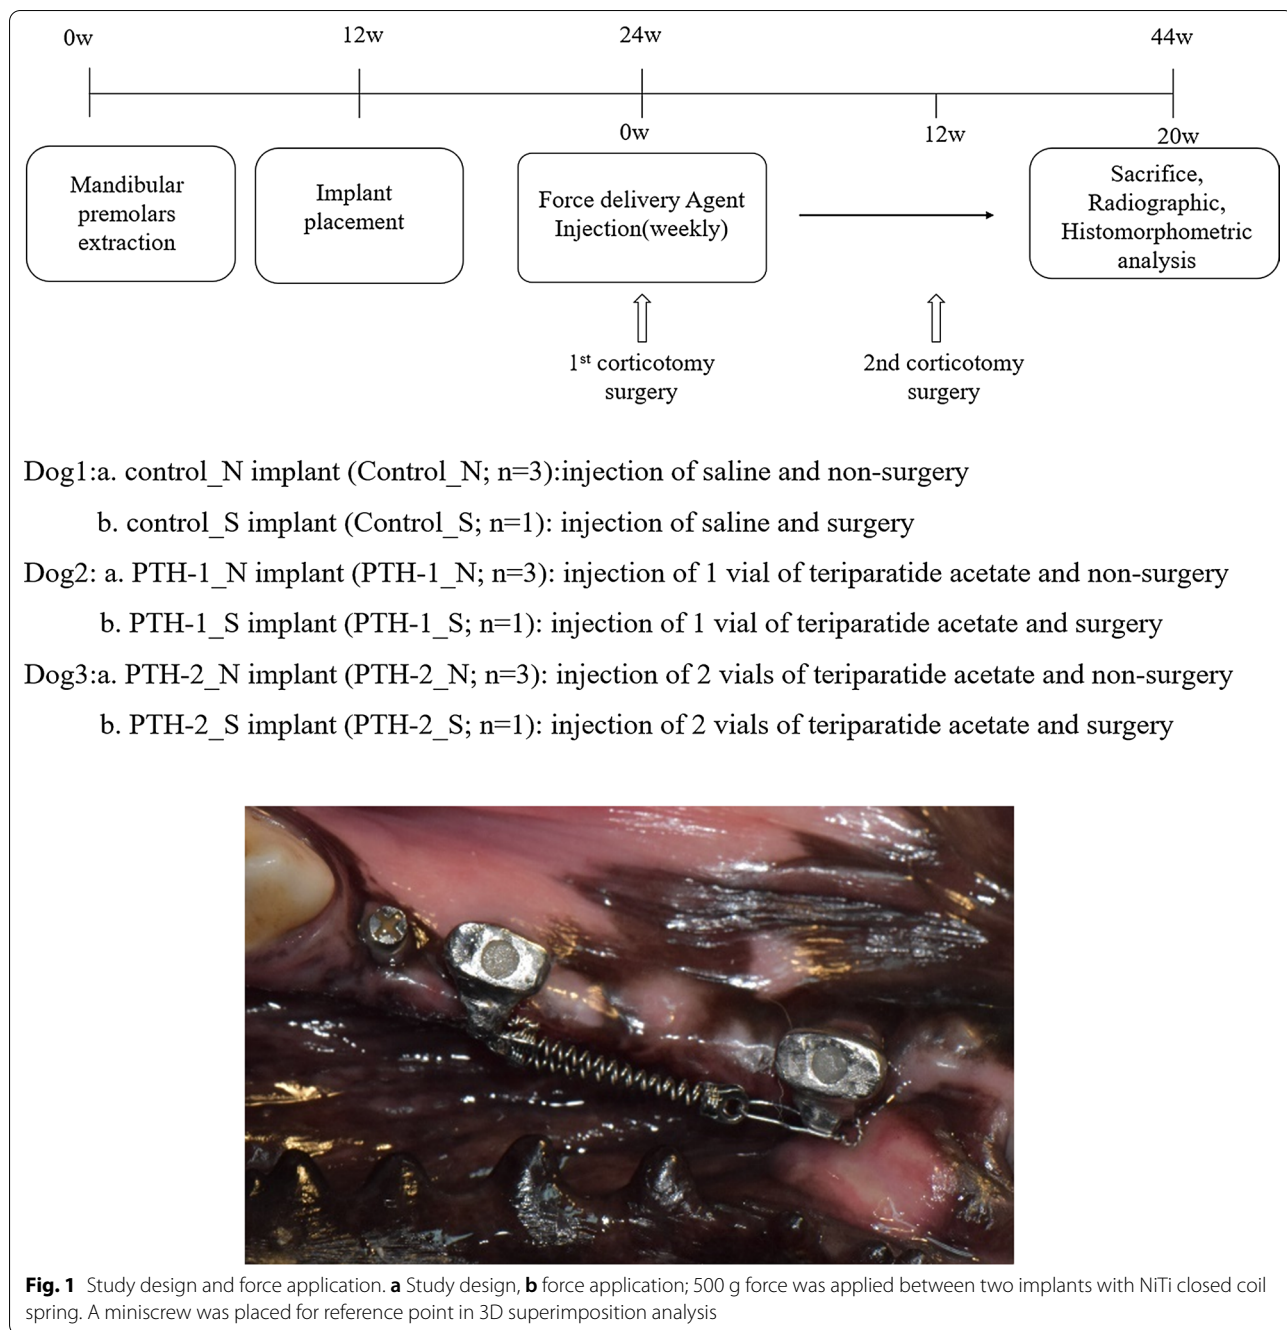 0w 12w 24w 44w
0w 12w 20w
Mandibular
premolars
extraction
Implant
placement
Force delivery Agent
Injection(weekly)
Sacrifice,
Radiographic,
Histomorphometric
analysis
1st corticotomy
surgery
2nd corticotomy
surgery
Dog1:a. control_N implant (Control_N; n=3):injection of saline and non-surgery
b. control_S implant (Control_S; n=1): injection of saline and surgery
Dog2: a. PTH-1_N implant (PTH-1_N; n=3): injection of 1 vial of teriparatide acetate and non-surgery
b. PTH-1_S implant (PTH-1_S; n=1): injection of 1 vial of teriparatide acetate and surgery
Dog3:a. PTH-2_N implant (PTH-2_N; n=3): injection of 2 vials of teriparatide acetate and non-surgery
b. PTH-2_S implant (PTH-2_S; n=1): injection of 2 vials of teriparatide acetate and surgery
Fig. 1 Study design and force application. a Study design, b force application; 500 g force was applied between two implants with NiTi closed coil
spring. A miniscrew was placed for reference point in 3D superimposition analysis